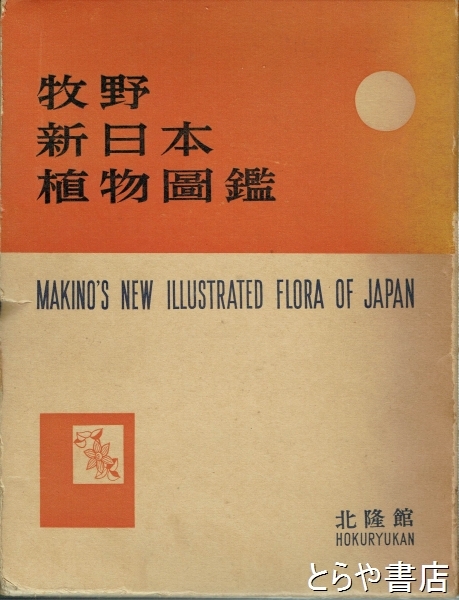 牧野
新日本
植物圖鑑
MAKINO'S NEW ILLUSTRATED FLORA OF JAPAN
北隆館
HOKURYUKAN
とらや書店